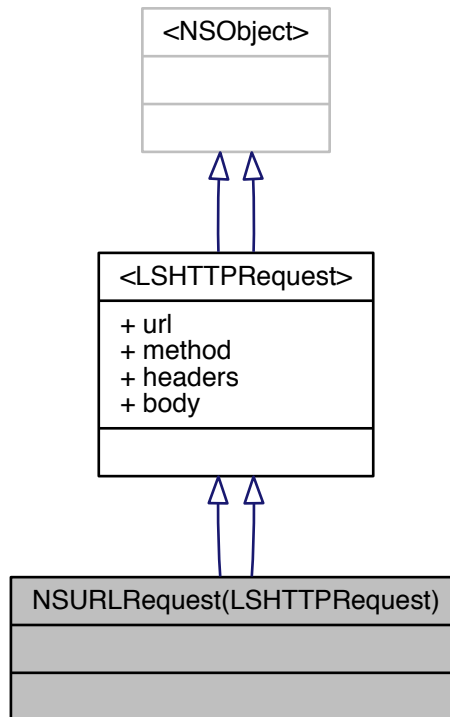 <NSObject>
<LSHTTPRequest>
+ url
+ method
+ headers
+ body
NSURLRequest(LSHTTPRequest)